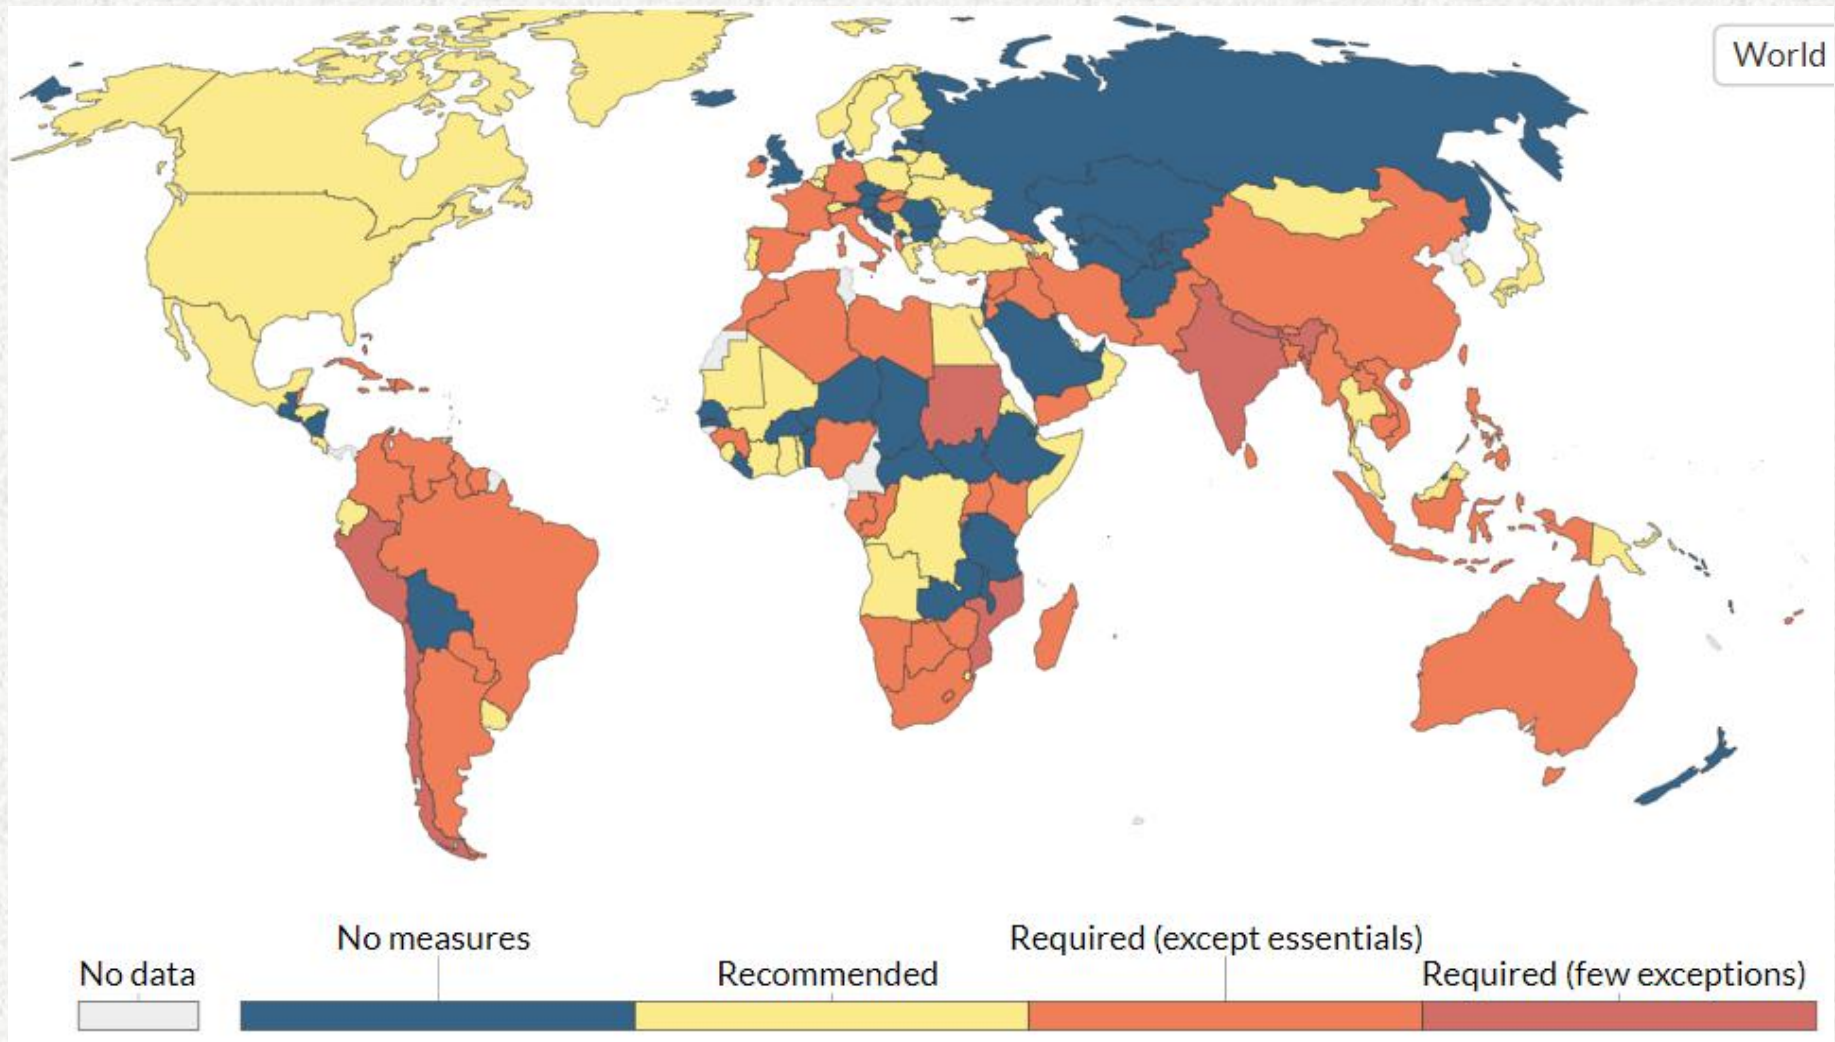 World
No measures
Required (except essentials)
No data
Recommended
Required (few exceptions)